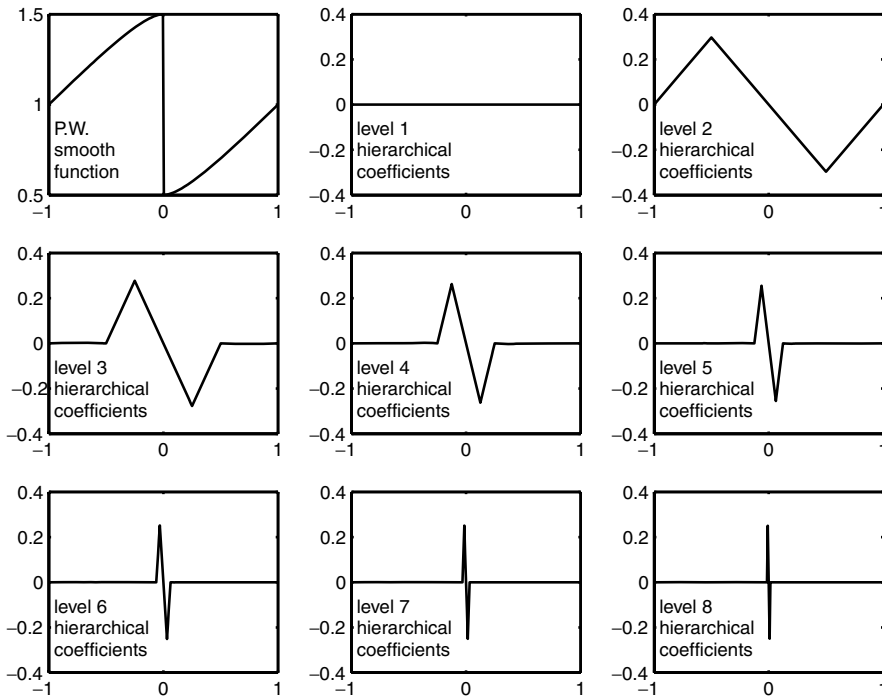 1.5
1
0.5
−1 0 1
P.W.
smooth
function
0.4
0.2
0
−0.2
−0.4
−1 0 1
level 1
hierarchical
coefficients
0.4
0.2
0
−0.2
−0.4
−1 0 1
level 2
hierarchical
coefficients
0.4
0.2
0
−0.2
−0.4
−1 0 1
level 3
hierarchical
coefficients
0.4
0.2
0
−0.2
−0.4
−1 0 1
level 4
hierarchical
coefficients
0.4
0.2
0
−0.2
−0.4
−1 0 1
level 5
hierarchical
coefficients
0.4
0.2
0
−0.2
−0.4
−1 0 1
level 6
hierarchical
coefficients
0.4
0.2
0
−0.2
−0.4
−1 0 1
level 7
hierarchical
coefficients
0.4
0.2
0
−0.2
−0.4
−1 0 1
level 8
hierarchical
coefficients